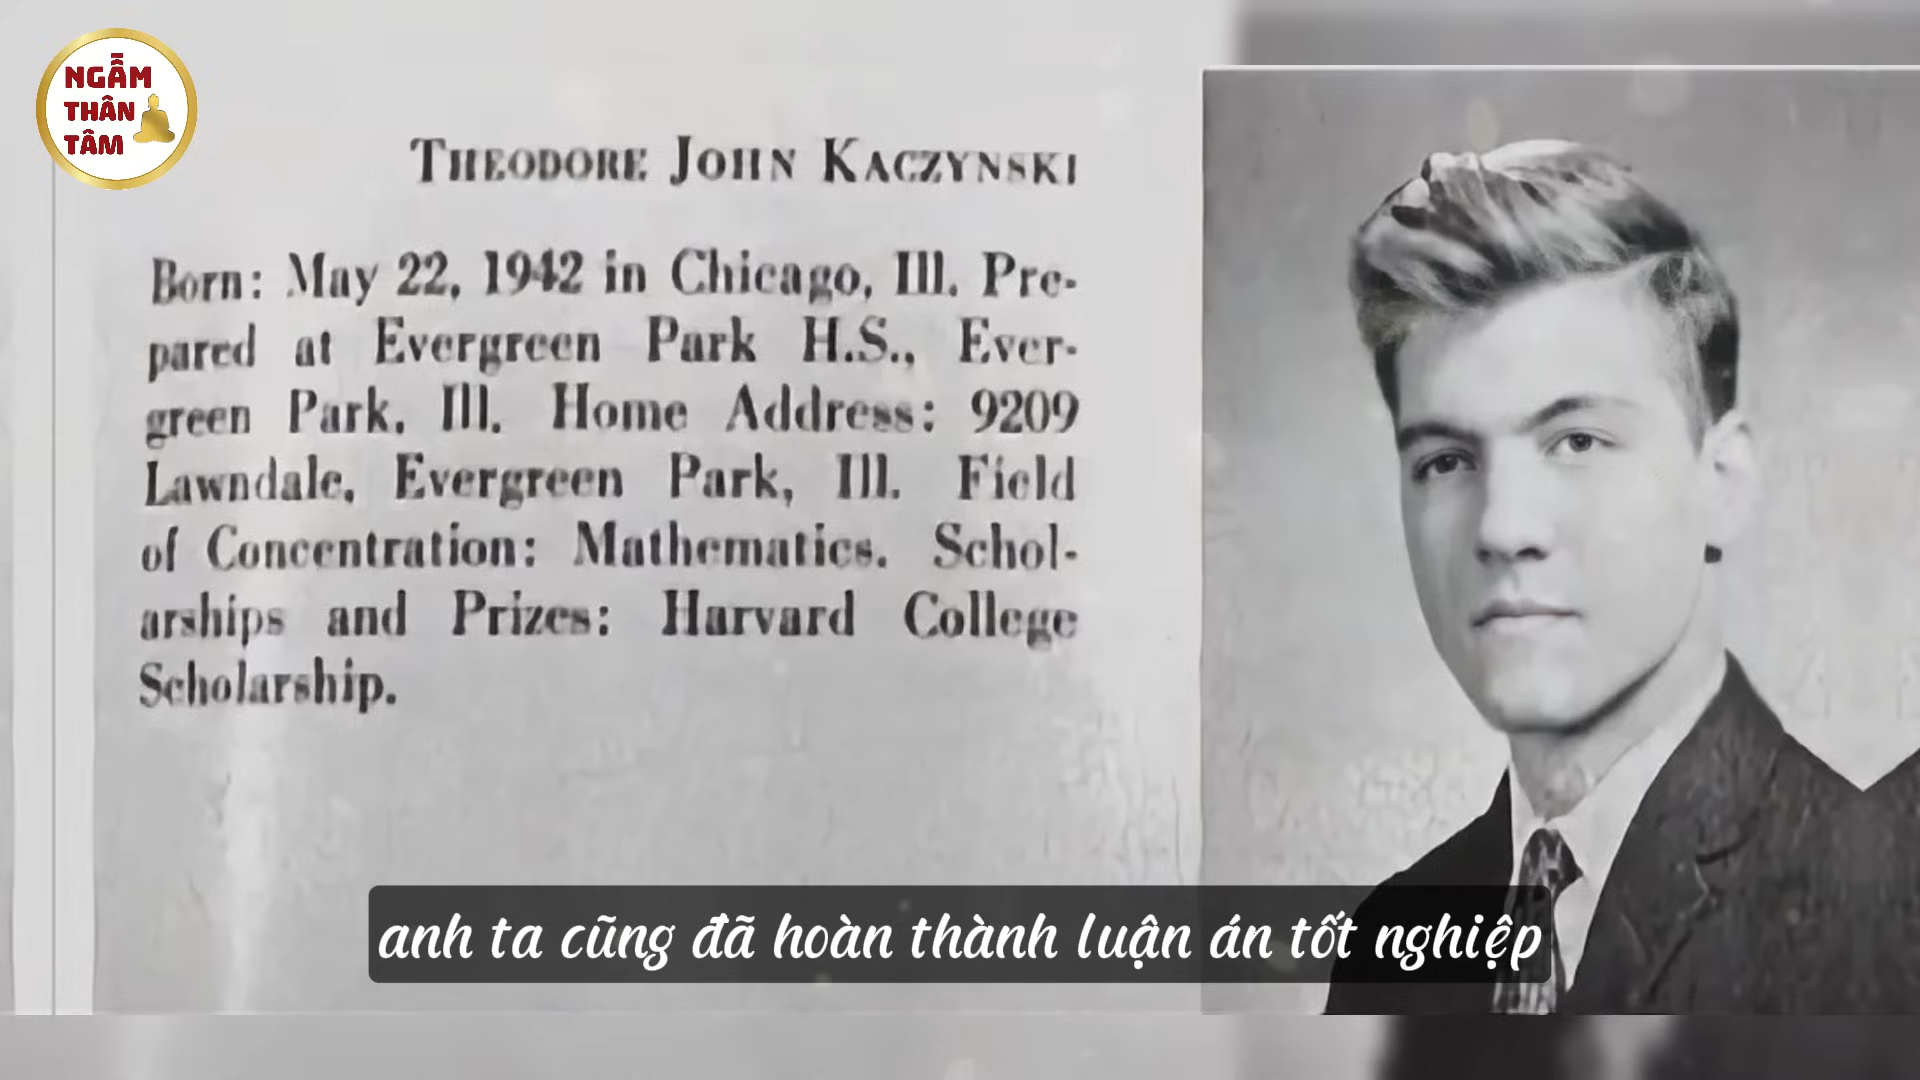 NGẪM
THÂN
TÂM
THEODORE JOHN KACZYNSKI
Born: May 22, 1942 in Chicago, Ill. Pre-
pared at Evergreen Park H.S., Ever-
green Park, Ill. Home Address: 9209
Lawndale, Evergreen Park, Ill. Field
of Concentration: Mathematics. Schol-
arships and Prizes: Harvard College
Scholarship.
anh ta cũng đã hoàn thành luận án tốt nghiệp